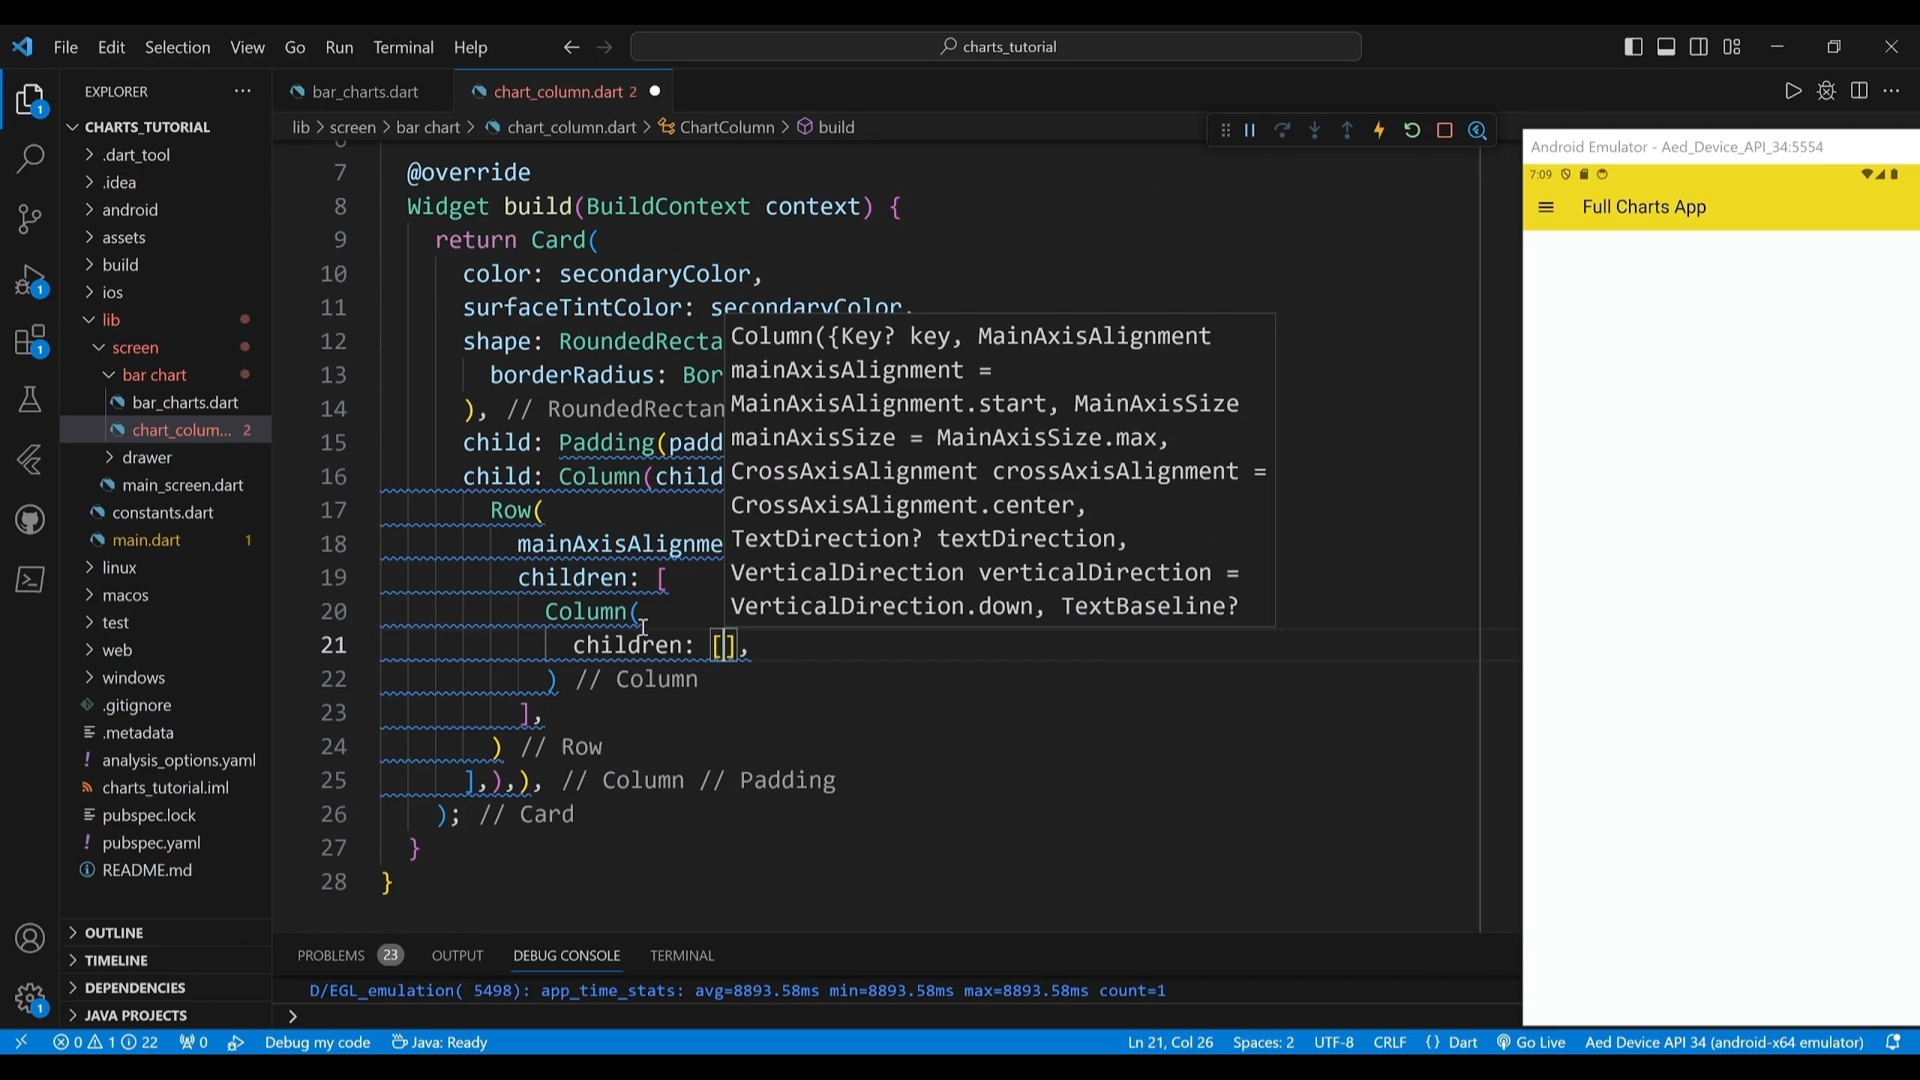 File Edit Selection View Go Run Terminal Help
charts_tutorial
EXPLORER
CHARTS_TUTORIAL
.dart_tool
.idea
android
assets
build
ios
lib
screen
bar chart
bar_charts.dart
chart_colum... 2
drawer
main_screen.dart
constants.dart
main.dart 1
linux
macos
test
web
windows
.gitignore
.metadata
analysis_options.yaml
charts_tutorial.iml
pubspec.lock
pubspec.yaml
README.md
OUTLINE
TIMELINE
DEPENDENCIES
JAVA PROJECTS
1
1
1
1
bar_charts.dart
chart_column.dart 2
lib > screen > bar chart > chart_column.dart > ChartColumn > build
7 @override
8 Widget build(BuildContext context) {
9 return Card(
10 color: secondaryColor,
11 surfaceTintColor: secondaryColor,
12 shape: RoundedRecta
13 borderRadius: Bor
14 ), // RoundedRectan
15 child: Padding(padd
16 child: Column(child
17 Row(
18 mainAxisAlignme
19 children: [
20 Column(
21 children: [],
22 ) // Column
23 ],
24 ) // Row
25 ],),), // Column // Padding
26 ); // Card
27 }
28 }
Column({Key? key, MainAxisAlignment
mainAxisAlignment =
MainAxisAlignment.start, MainAxisSize
mainAxisSize = MainAxisSize.max,
CrossAxisAlignment crossAxisAlignment =
CrossAxisAlignment.center,
TextDirection? textDirection,
VerticalDirection verticalDirection =
VerticalDirection.down, TextBaseline?
Android Emulator - Aed_Device_API_34:5554
7:09
Full Charts App
PROBLEMS 23 OUTPUT DEBUG CONSOLE TERMINAL
D/EGL_emulation( 5498): app_time_stats: avg=8893.58ms min=8893.58ms max=8893.58ms count=1
>
0 1 22 0 Debug my code Java: Ready Ln 21, Col 26 Spaces: 2 UTF-8 CRLF {} Dart Go Live Aed Device API 34 (android-x64 emulator)